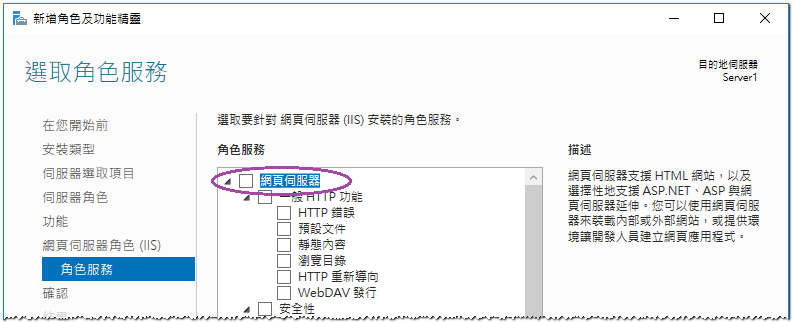 新增角色及功能精靈
選取角色服務
目的地伺服器
Server1
在您開始前
安裝類型
伺服器選取項目
伺服器角色
功能
網頁伺服器角色 (IIS)
角色服務
確認
選取要針對 網頁伺服器 (IIS) 安裝的角色服務。
角色服務
網頁伺服器
一般 HTTP 功能
HTTP 錯誤
預設文件
靜態內容
瀏覽目錄
HTTP 重新導向
WebDAV 發行
安全性
描述
網頁伺服器支援 HTML 網站，以及
選擇性地支援 ASP.NET、ASP 與網
頁伺服器延伸。您可以使用網頁伺服
器來裝載內部或外部網站，或提供環
境讓開發人員建立網頁應用程式。